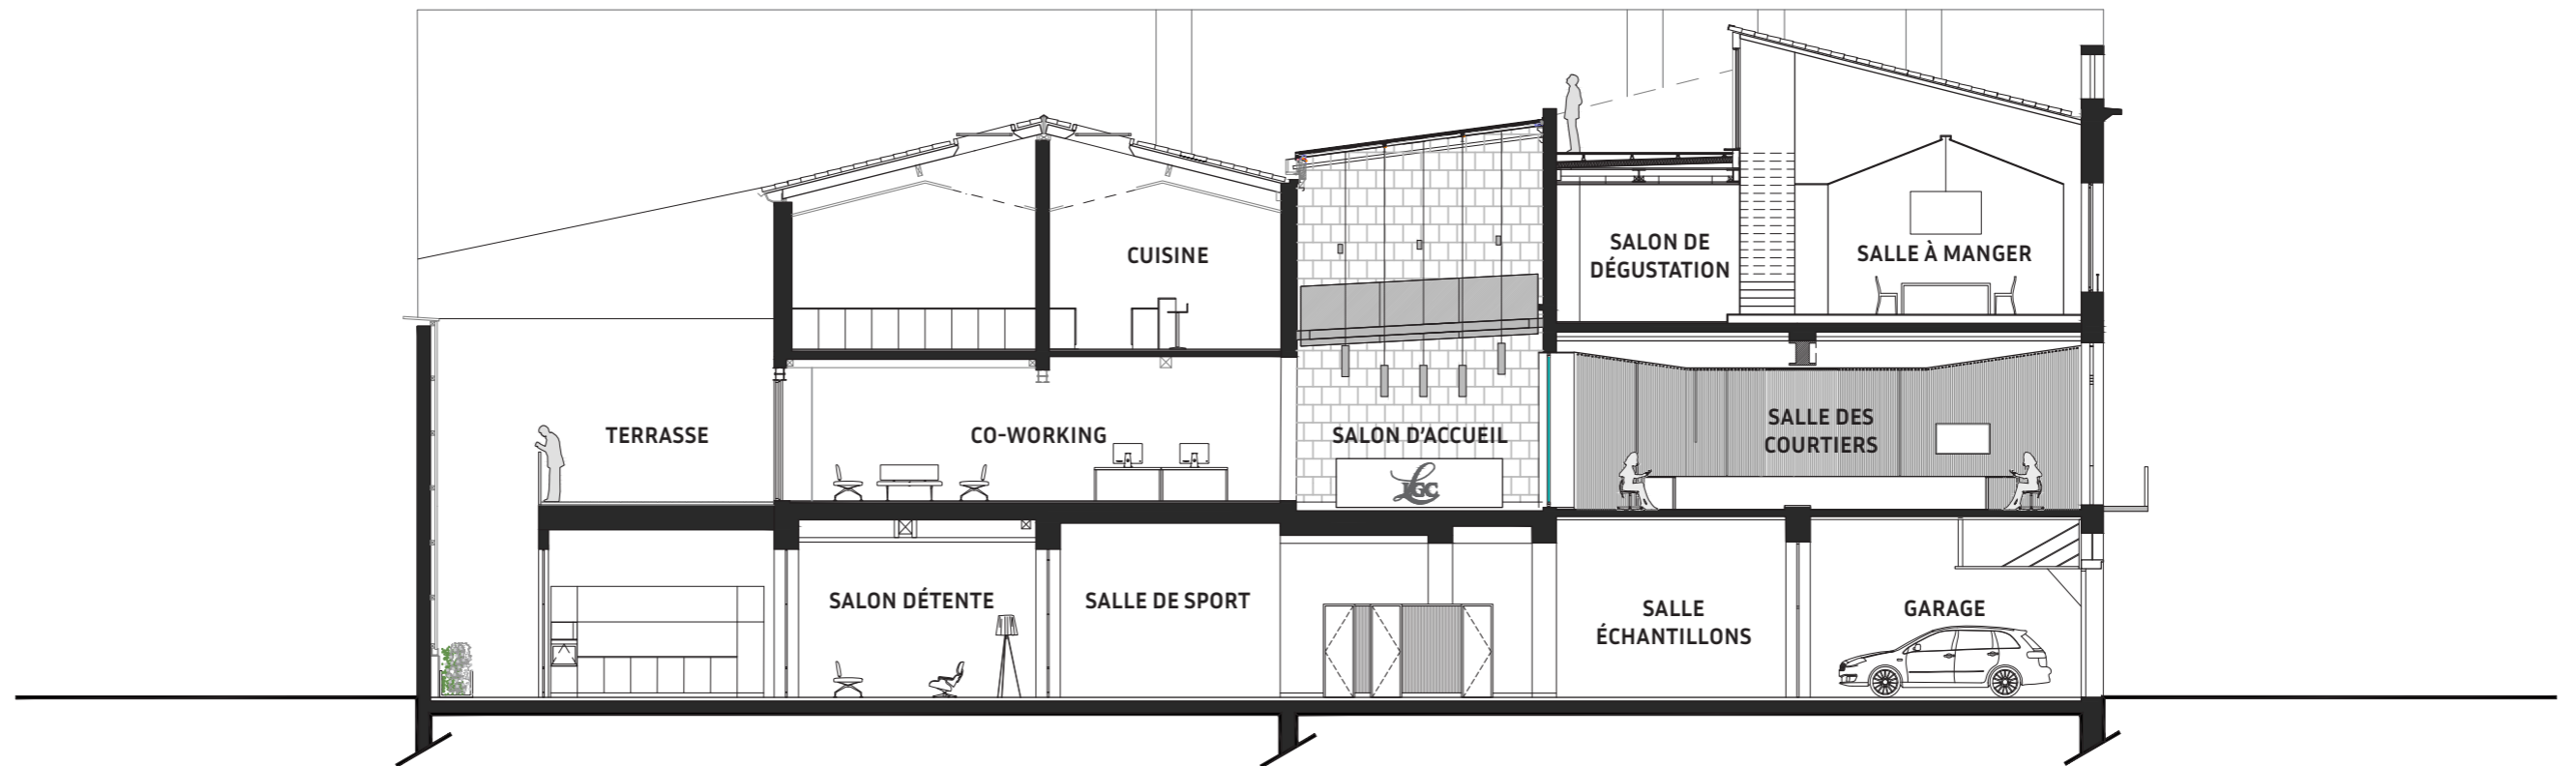 CUISINE
SALON DE
DÉGUSTATION
SALLE À MANGER
TERRASSE
CO-WORKING
SALON D'ACCUEIL
LGC
SALLE DES
COURTIERS
SALON DÉTENTE
SALLE DE SPORT
SALLE
ÉCHANTILLONS
GARAGE